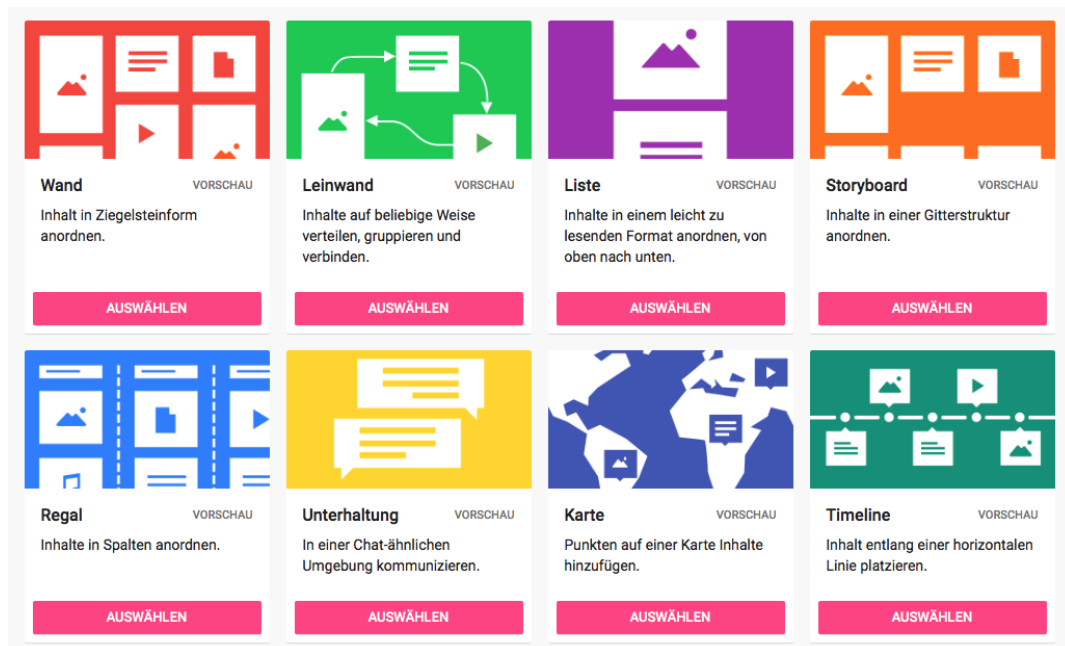 Wand VORSCHAU
Inhalt in Ziegelsteinform
anordnen.
AUSWÄHLEN
Leinwand VORSCHAU
Inhalte auf beliebige Weise
verteilen, gruppieren und
verbinden.
AUSWÄHLEN
Liste VORSCHAU
Inhalte in einem leicht zu
lesenden Format anordnen, von
oben nach unten.
AUSWÄHLEN
Storyboard VORSCHAU
Inhalte in einer Gitterstruktur
anordnen.
AUSWÄHLEN
Regal VORSCHAU
Inhalte in Spalten anordnen.
AUSWÄHLEN
Unterhaltung VORSCHAU
In einer Chat-ähnlichen
Umgebung kommunizieren.
AUSWÄHLEN
Karte VORSCHAU
Punkten auf einer Karte Inhalte
hinzufügen.
AUSWÄHLEN
Timeline VORSCHAU
Inhalt entlang einer horizontalen
Linie platzieren.
AUSWÄHLEN